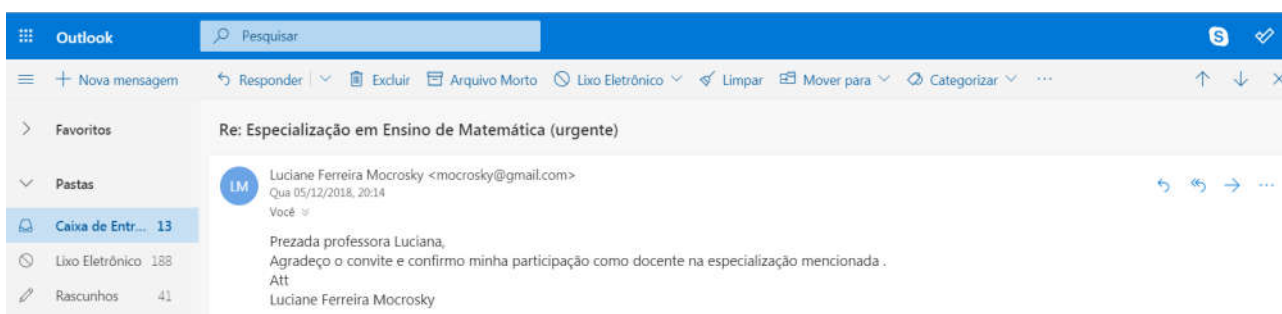 Outlook
Pesquisar
Nova mensagem
Responder
Excluir
Arquivo Morto
Lixo Eletrônico
Limpar
Mover para
Categorizar
Favoritos
Re: Especialização em Ensino de Matemática (urgente)
Pastas
LM
Luciane Ferreira Mocrosky <mocrosky@gmail.com>
Qua 05/12/2018, 20:14
Você
Caixa de Entr... 13
Prezada professora Luciana,
Lixo Eletrônico 188
Agradeço o convite e confirmo minha participação como docente na especialização mencionada .
Att
Rascunhos 41
Luciane Ferreira Mocrosky